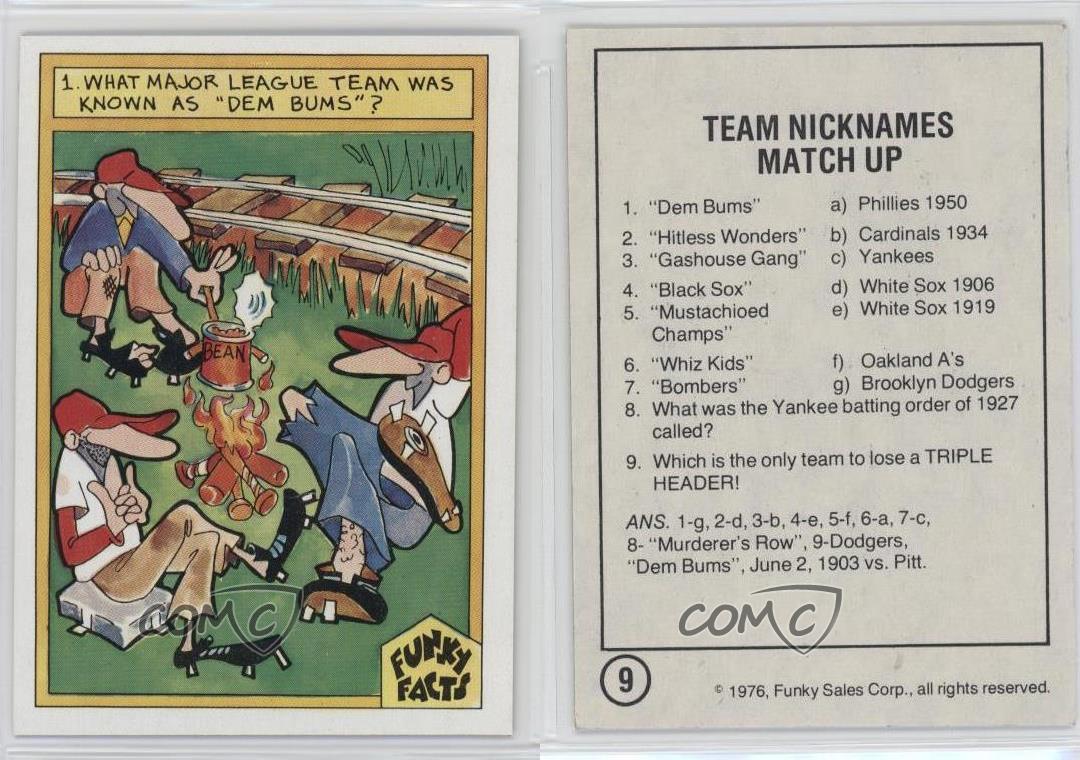 1. WHAT MAJOR LEAGUE TEAM WAS
KNOWN AS "DEM BUMS"?
BEAN
FUNKY
FACTS
COMC
TEAM NICKNAMES
MATCH UP
1. "Dem Bums" a) Phillies 1950
2. "Hitless Wonders" b) Cardinals 1934
3. "Gashouse Gang" c) Yankees
4. "Black Sox" d) White Sox 1906
5. "Mustachioed e) White Sox 1919
Champs"
6. "Whiz Kids" f) Oakland A's
7. "Bombers" g) Brooklyn Dodgers
8. What was the Yankee batting order of 1927
called?
9. Which is the only team to lose a TRIPLE
HEADER!
ANS. 1-g, 2-d, 3-b, 4-e, 5-f, 6-a, 7-c,
8- "Murderer's Row", 9-Dodgers,
"Dem Bums", June 2, 1903 vs. Pitt.
COMC
9
© 1976, Funky Sales Corp., all rights reserved.